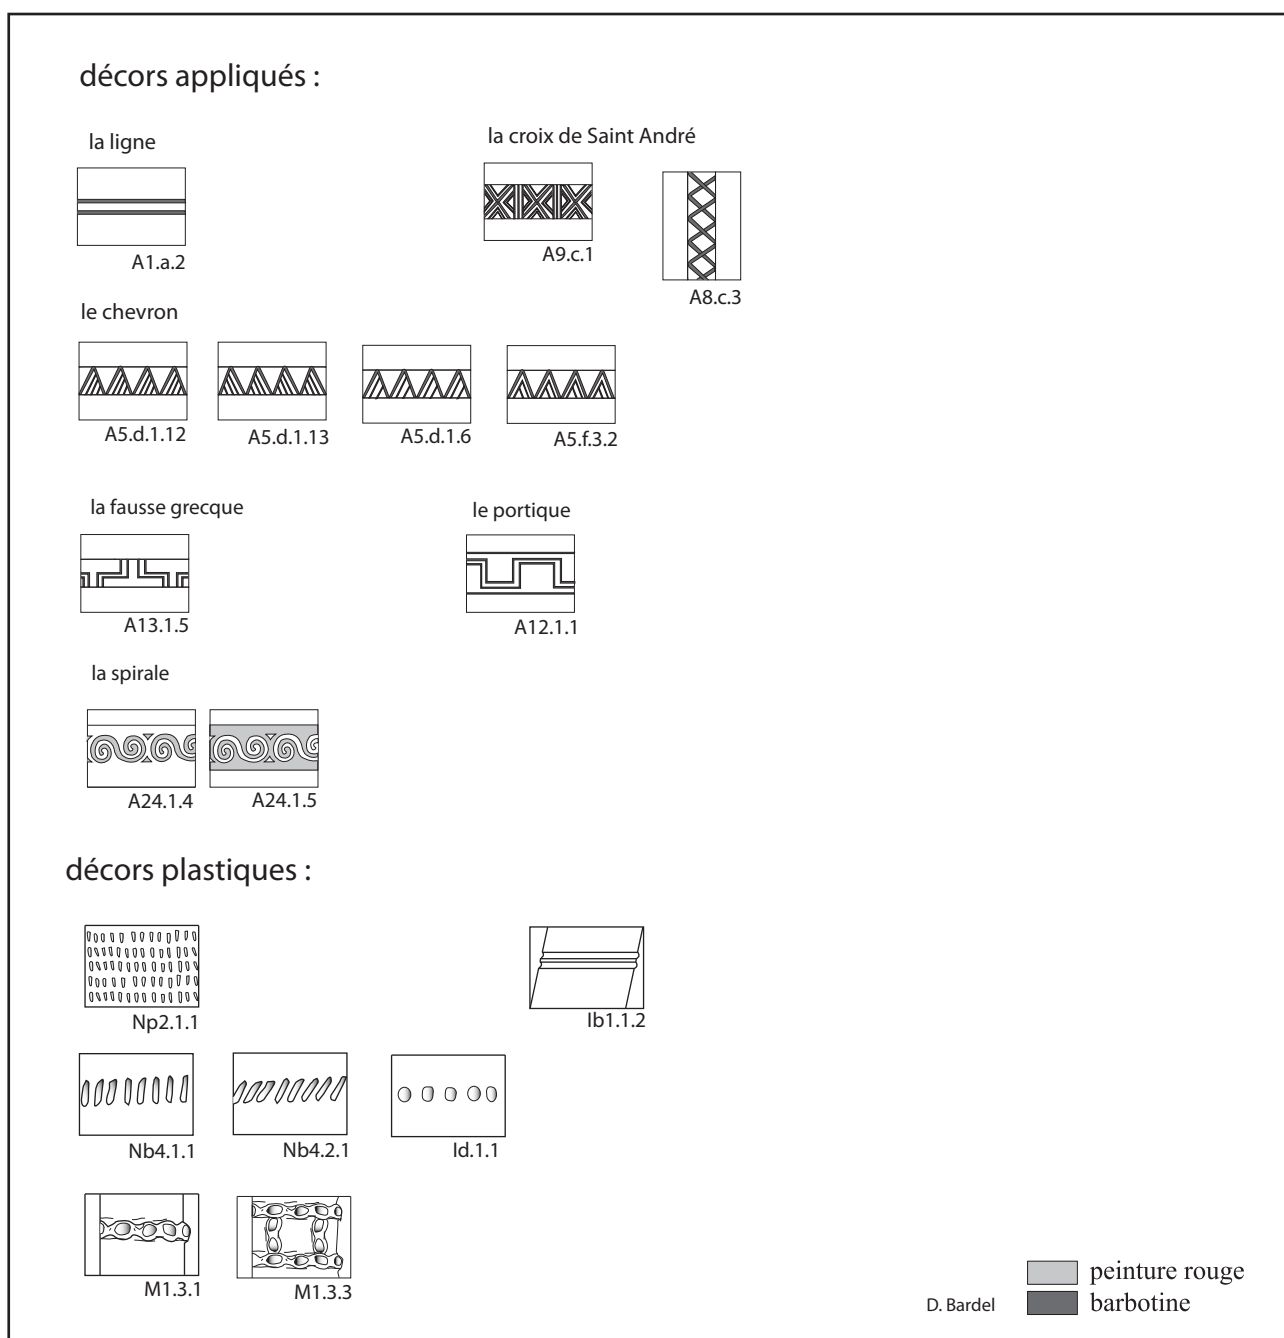 décors appliqués :
la ligne
la croix de Saint André
A1.a.2
A9.c.1
A8.c.3
le chevron
A5.d.1.12
A5.d.1.13
A5.d.1.6
A5.f.3.2
la fausse grecque
le portique
A13.1.5
A12.1.1
la spirale
A24.1.4
A24.1.5
décors plastiques :
Np2.1.1
Ib1.1.2
Nb4.1.1
Nb4.2.1
Id.1.1
M1.3.1
M1.3.3
peinture rouge
D. Bardel
barbotine